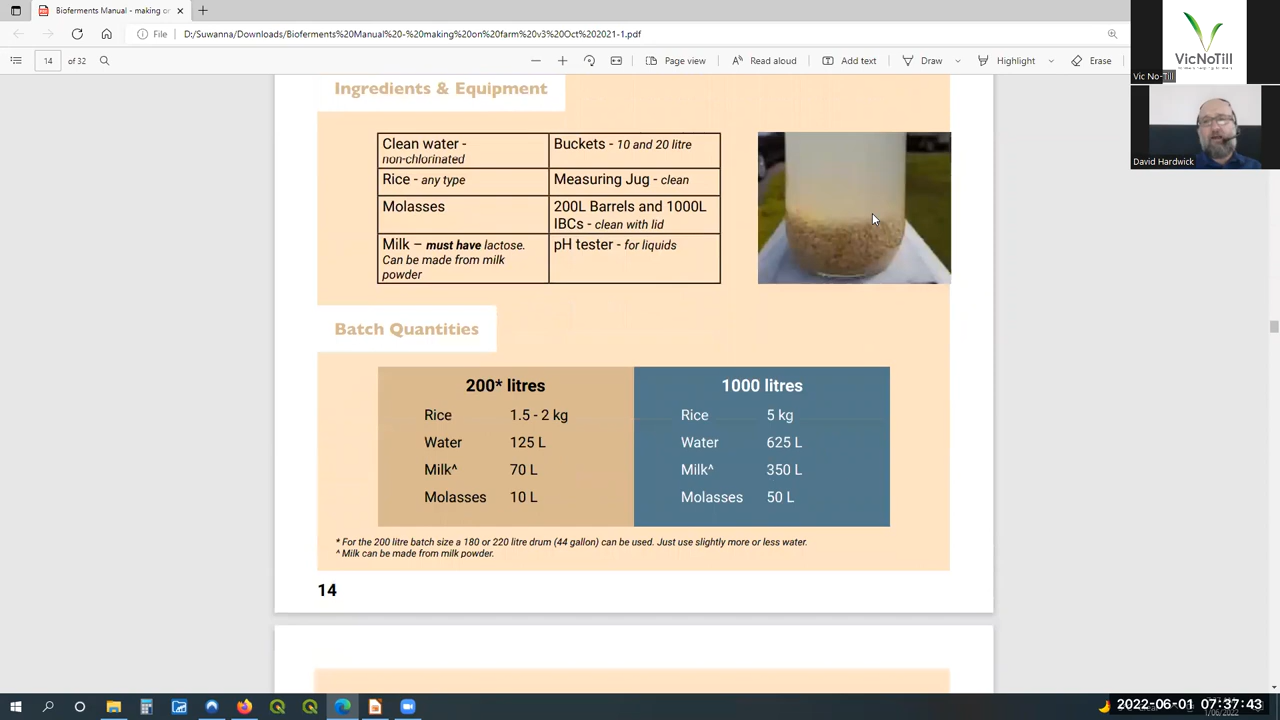 Bioferments Manual - making or
File
D:/Suwanna/Downloads/Bioferments%20Manual%20-%20making%20on%20farm%20v3%20Oct%202021-1.pdf
14 of 32
Page view
Read aloud
Add text
Draw
Highlight
Erase
VicNoTill
Vic No-Till
David Hardwick
Ingredients & Equipment
Clean water -
non-chlorinated
Buckets - 10 and 20 litre
Rice - any type
Measuring Jug - clean
Molasses
200L Barrels and 1000L
IBCs - clean with lid
Milk – must have lactose.
Can be made from milk
powder
pH tester - for liquids
Batch Quantities
200* litres
Rice 1.5 - 2 kg
Water 125 L
Milk^ 70 L
Molasses 10 L
1000 litres
Rice 5 kg
Water 625 L
Milk^ 350 L
Molasses 50 L
* For the 200 litre batch size a 180 or 220 litre drum (44 gallon) can be used. Just use slightly more or less water.
^ Milk can be made from milk powder.
14
2022-06-01 07:37:43